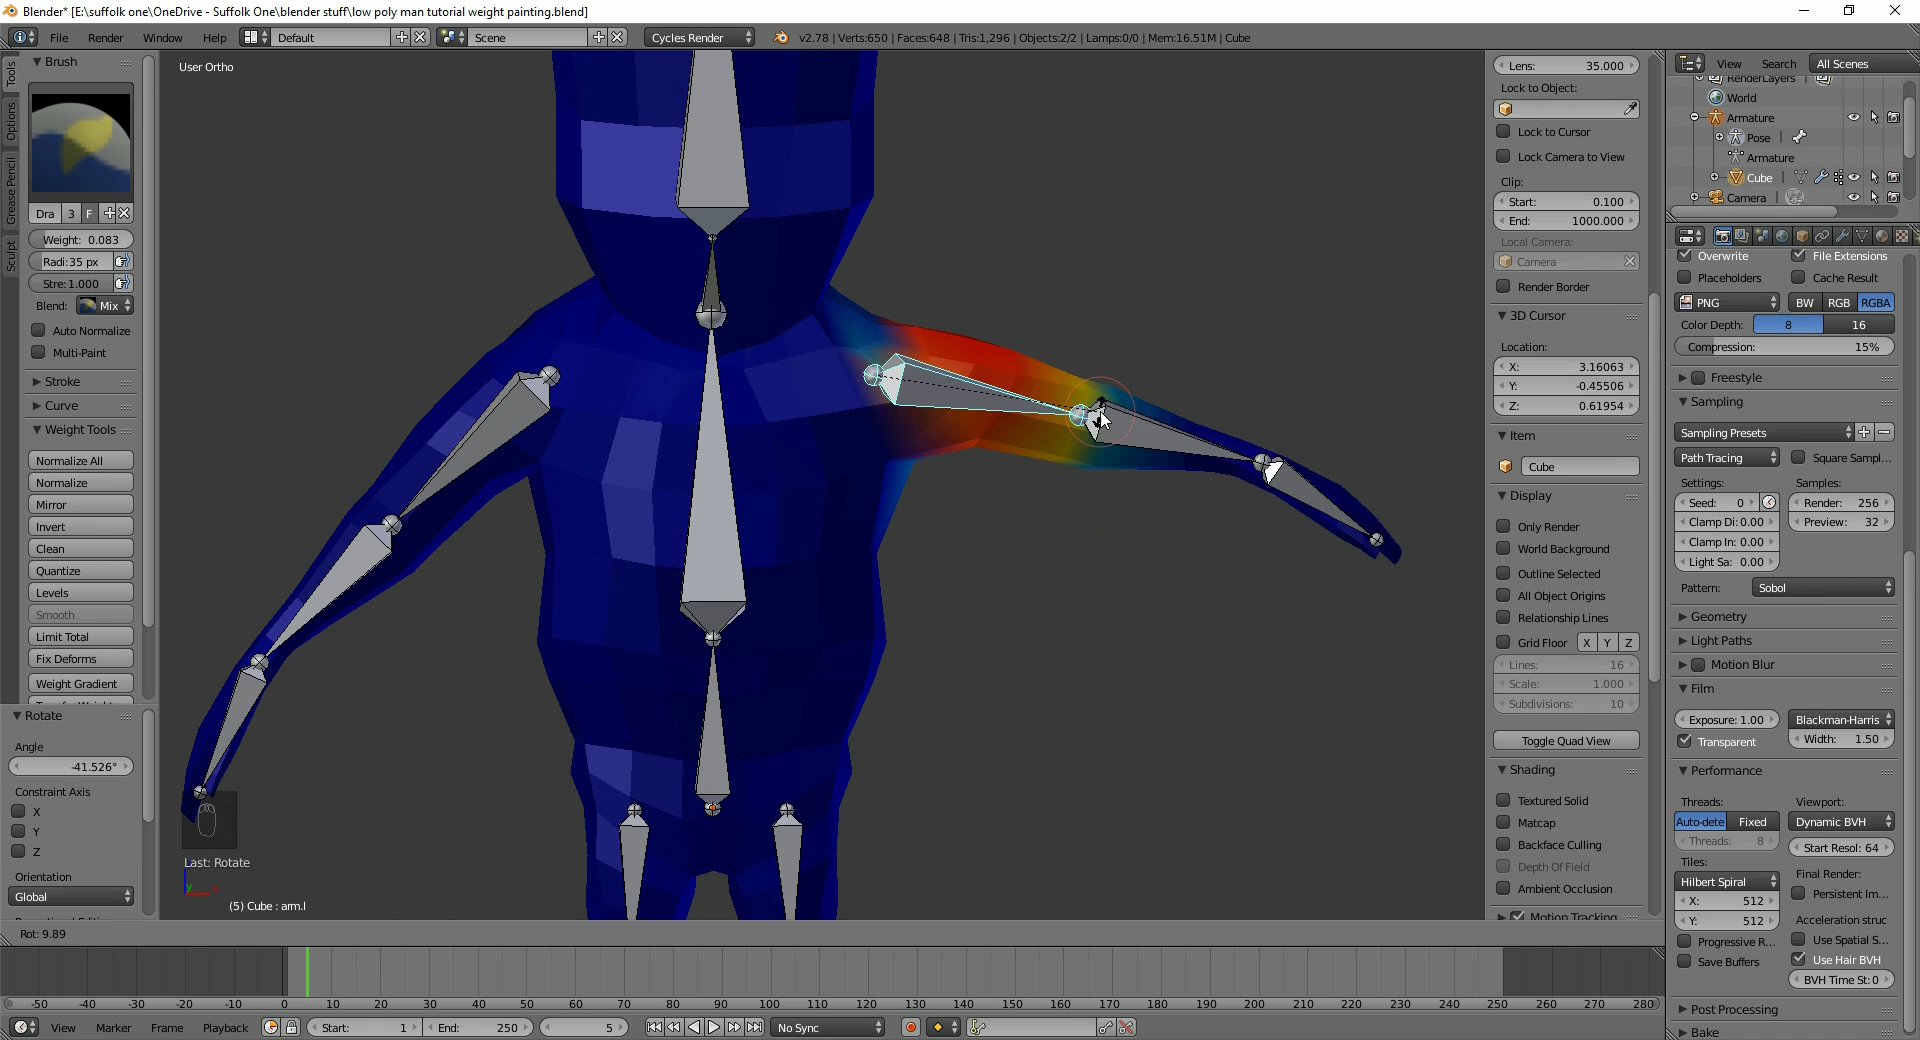 Blender* [E:\suffolk one\OneDrive - Suffolk One\blender stuff\low poly man tutorial weight painting.blend]
File Render Window Help Default Scene Cycles Render v2.78 | Verts:650 | Faces:648 | Tris:1,296 | Objects:2/2 | Lamps:0/0 | Mem:16.51M | Cube
Tools
Options
Grease Pencil
Sculpt
Brush
Dra 3 F
Weight: 0.083
Radi:35 px
Stre: 1.000
Blend: Mix
Auto Normalize
Multi-Paint
Stroke
Curve
Weight Tools
Normalize All
Normalize
Mirror
Invert
Clean
Quantize
Levels
Smooth
Limit Total
Fix Deforms
Weight Gradient
Rotate
Angle
-41.526°
Constraint Axis
X
Y
Z
Orientation
Global
User Ortho
Last: Rotate
y
(5) Cube : arm.l
Rot: 9.89
Lens: 35.000
Lock to Object:
Lock to Cursor
Lock Camera to View
Clip:
Start: 0.100
End: 1000.000
Local Camera:
Camera
Render Border
3D Cursor
Location:
X: 3.16063
Y: -0.45506
Z: 0.61954
Item
Cube
Display
Only Render
World Background
Outline Selected
All Object Origins
Relationship Lines
Grid Floor X Y Z
Lines: 16
Scale: 1.000
Subdivisions: 10
Toggle Quad View
Shading
Textured Solid
Matcap
Backface Culling
Depth Of Field
Ambient Occlusion
Motion Tracking
View Search All Scenes
RenderLayers
World
Armature
Pose
Armature
Cube
Camera
Overwrite File Extensions
Placeholders Cache Result
PNG BW RGB RGBA
Color Depth: 8 16
Compression: 15%
Freestyle
Sampling
Sampling Presets
Path Tracing Square Sampl...
Settings: Samples:
Seed: 0 Render: 256
Clamp Di: 0.00 Preview: 32
Clamp In: 0.00
Light Sa: 0.00
Pattern: Sobol
Geometry
Light Paths
Motion Blur
Film
Exposure: 1.00 Blackman-Harris
Transparent Width: 1.50
Performance
Threads: Viewport:
Auto-dete Fixed Dynamic BVH
Threads: 8 Start Resol: 64
Tiles: Final Render:
Hilbert Spiral Persistent Im...
X: 512 Acceleration struc
Y: 512 Use Spatial S...
Progressive R... Use Hair BVH
Save Buffers BVH Time St: 0
Post Processing
Bake
-50 -40 -30 -20 -10 0 10 20 30 40 50 60 70 80 90 100 110 120 130 140 150 160 170 180 190 200 210 220 230 240 250 260 270 280
View Marker Frame Playback Start: 1 End: 250 5 No Sync